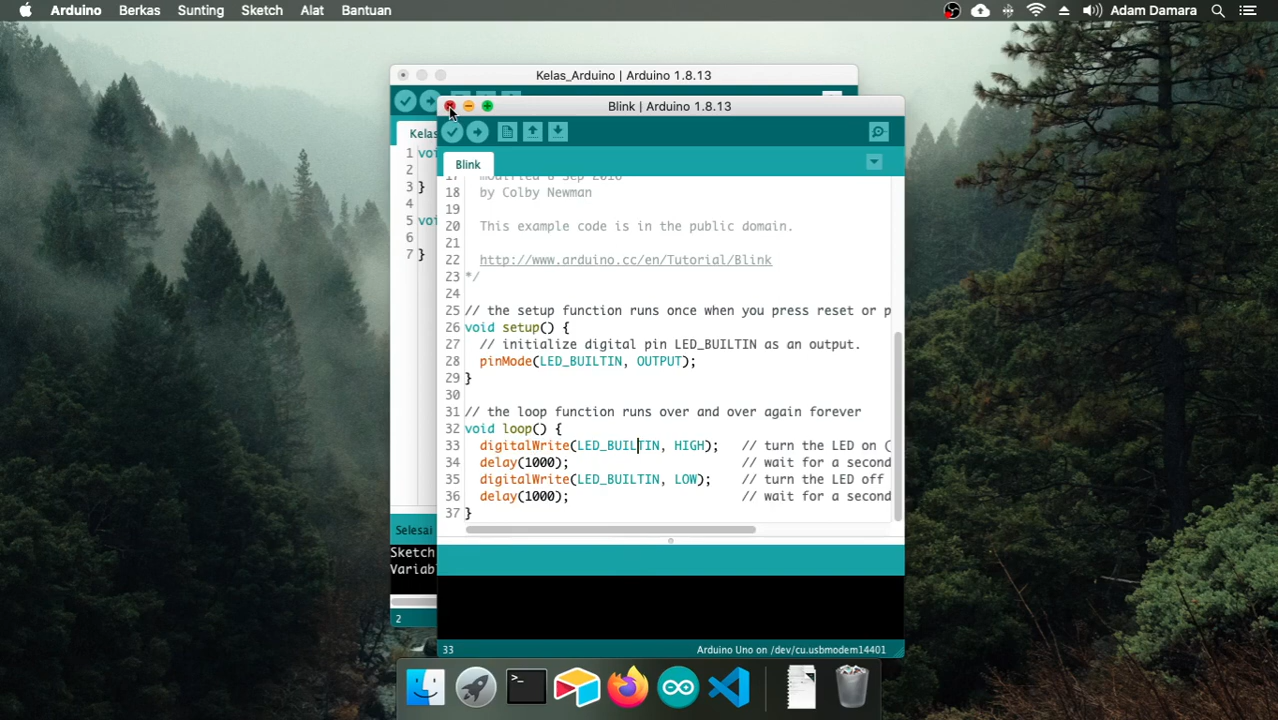 Arduino Berkas Sunting Sketch Alat Bantuan Adam Damara
Kelas_Arduino | Arduino 1.8.13
Kelas
1 voi
2
3 }
4
5 voi
6
7 }
Selesai
Sketch
Variab
2
Blink | Arduino 1.8.13
Blink
17 modified 8 Sep 2016
18 by Colby Newman
19
20 This example code is in the public domain.
21
22 http://www.arduino.cc/en/Tutorial/Blink
23 */
24
25 // the setup function runs once when you press reset or p
26 void setup() {
27 // initialize digital pin LED_BUILTIN as an output.
28 pinMode(LED_BUILTIN, OUTPUT);
29 }
30
31 // the loop function runs over and over again forever
32 void loop() {
33 digitalWrite(LED_BUILTIN, HIGH); // turn the LED on (
34 delay(1000); // wait for a second
35 digitalWrite(LED_BUILTIN, LOW); // turn the LED off
36 delay(1000); // wait for a second
37 }
33
Arduino Uno on /dev/cu.usbmodem14401